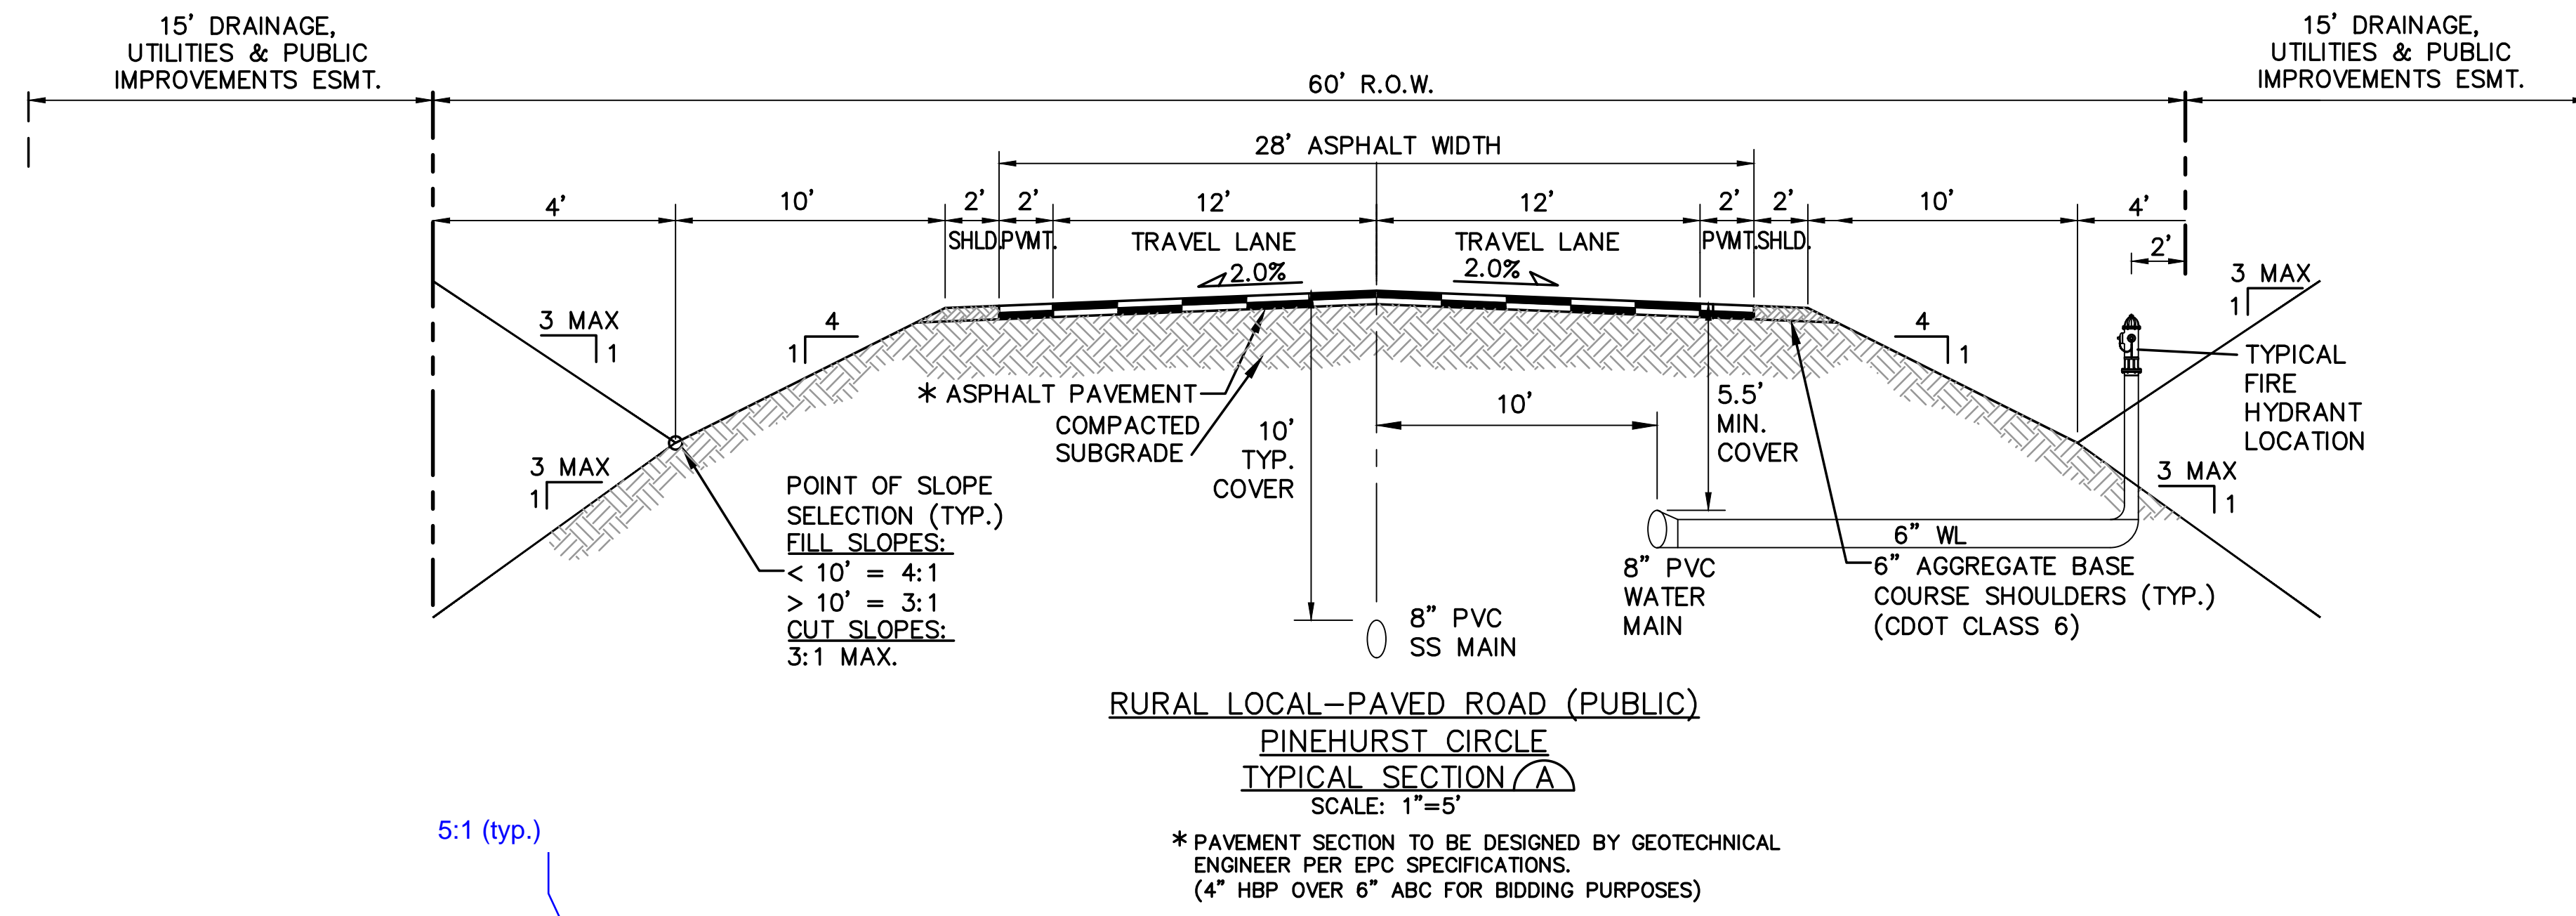 15' DRAINAGE,
UTILITIES & PUBLIC
IMPROVEMENTS ESMT.
60' R.O.W.
15' DRAINAGE,
UTILITIES & PUBLIC
IMPROVEMENTS ESMT.
28' ASPHALT WIDTH
4'
10'
2'
2'
12'
12'
2'
2'
10'
4'
SHLD.
PVMT.
TRAVEL LANE
TRAVEL LANE
PVMT.
SHLD.
2'
2.0%
2.0%
3 MAX
1
4
1
4
1
3 MAX
1
TYPICAL
FIRE
HYDRANT
LOCATION
* ASPHALT PAVEMENT
COMPACTED
SUBGRADE
10'
TYP.
COVER
10'
5.5'
MIN.
COVER
3 MAX
1
3 MAX
1
POINT OF SLOPE
SELECTION (TYP.)
FILL SLOPES:
< 10' = 4:1
> 10' = 3:1
CUT SLOPES:
3:1 MAX.
8" PVC
SS MAIN
8" PVC
WATER
MAIN
6" WL
6" AGGREGATE BASE
COURSE SHOULDERS (TYP.)
(CDOT CLASS 6)
RURAL LOCAL-PAVED ROAD (PUBLIC)
PINEHURST CIRCLE
TYPICAL SECTION A
SCALE: 1"=5'
* PAVEMENT SECTION TO BE DESIGNED BY GEOTECHNICAL
ENGINEER PER EPC SPECIFICATIONS.
(4" HBP OVER 6" ABC FOR BIDDING PURPOSES)
5:1 (typ.)